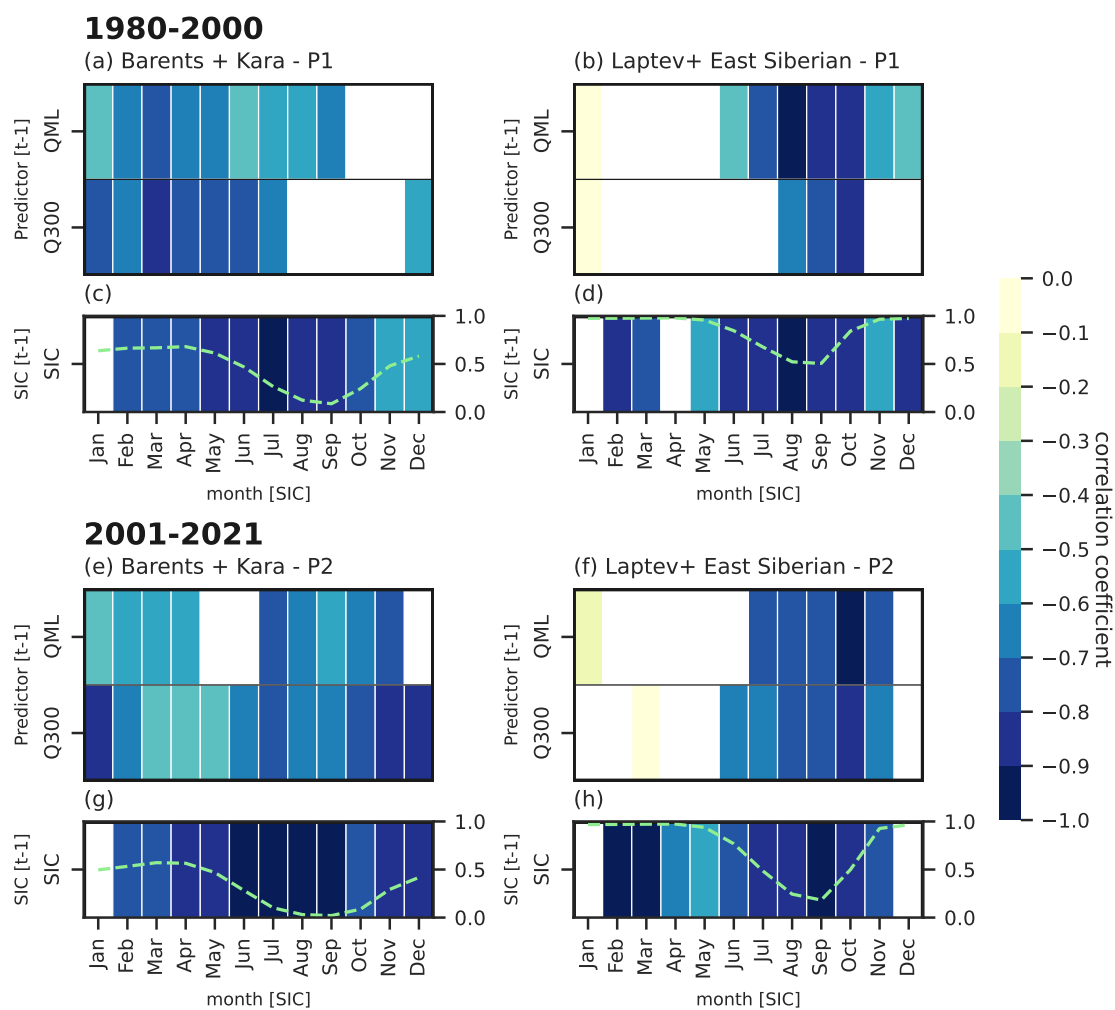 1980-2000
(a) Barents + Kara - P1
(b) Laptev+ East Siberian - P1
Predictor [t-1]
QML
Q300
Predictor [t-1]
QML
Q300
(c)
(d)
SIC [t-1]
SIC
1.0
0.5
0.0
SIC [t-1]
SIC
1.0
0.5
0.0
Jan Feb Mar Apr May Jun Jul Aug Sep Oct Nov Dec
Jan Feb Mar Apr May Jun Jul Aug Sep Oct Nov Dec
month [SIC]
month [SIC]
2001-2021
(e) Barents + Kara - P2
(f) Laptev+ East Siberian - P2
Predictor [t-1]
QML
Q300
Predictor [t-1]
QML
Q300
(g)
(h)
SIC [t-1]
SIC
1.0
0.5
0.0
SIC [t-1]
SIC
1.0
0.5
0.0
Jan Feb Mar Apr May Jun Jul Aug Sep Oct Nov Dec
Jan Feb Mar Apr May Jun Jul Aug Sep Oct Nov Dec
month [SIC]
month [SIC]
0.0
−0.1
−0.2
−0.3
−0.4
−0.5
−0.6
−0.7
−0.8
−0.9
−1.0
correlation coefficient